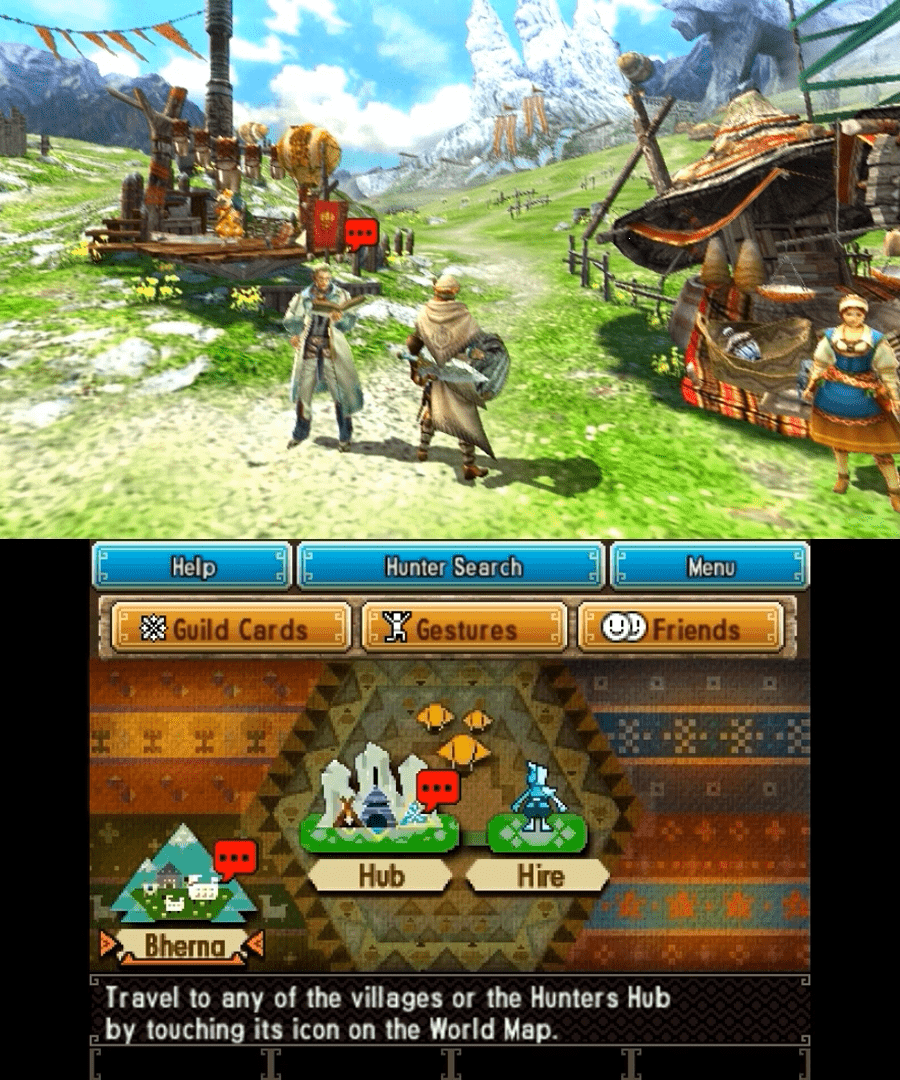 Help
Hunter Search
Menu
Guild Cards
Gestures
Friends
Hub
Hire
Bherna
Travel to any of the villages or the Hunters Hub
by touching its icon on the World Map.